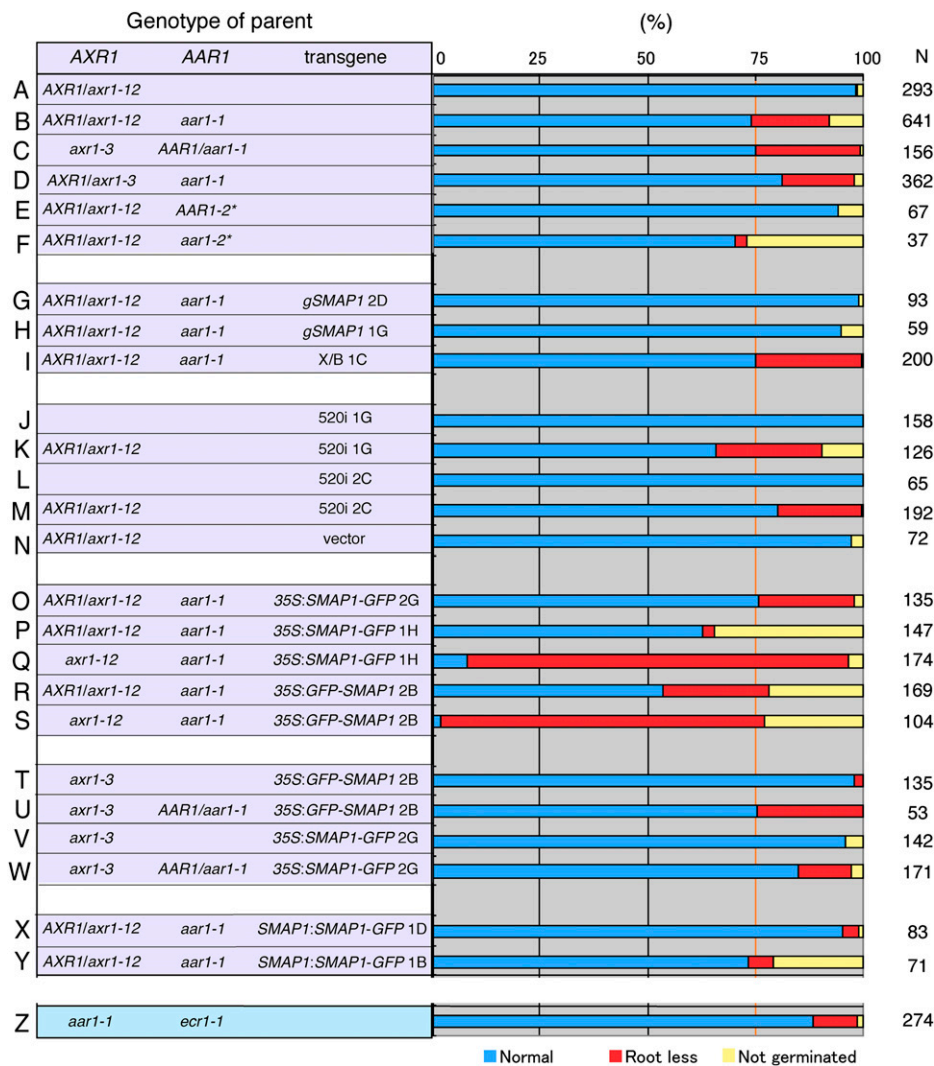 Genotype of parent (%)
AXR1 AAR1 transgene 0 25 50 75 100 N
A AXR1/axr1-12 293
B AXR1/axr1-12 aar1-1 641
C axr1-3 AAR1/aar1-1 156
D AXR1/axr1-3 aar1-1 362
E AXR1/axr1-12 AAR1-2* 67
F AXR1/axr1-12 aar1-2* 37
G AXR1/axr1-12 aar1-1 gSMAP1 2D 93
H AXR1/axr1-12 aar1-1 gSMAP1 1G 59
I AXR1/axr1-12 aar1-1 X/B 1C 200
J 520i 1G 158
K AXR1/axr1-12 520i 1G 126
L 520i 2C 65
M AXR1/axr1-12 520i 2C 192
N AXR1/axr1-12 vector 72
O AXR1/axr1-12 aar1-1 35S:SMAP1-GFP 2G 135
P AXR1/axr1-12 aar1-1 35S:SMAP1-GFP 1H 147
Q axr1-12 aar1-1 35S:SMAP1-GFP 1H 174
R AXR1/axr1-12 aar1-1 35S:GFP-SMAP1 2B 169
S axr1-12 aar1-1 35S:GFP-SMAP1 2B 104
T axr1-3 35S:GFP-SMAP1 2B 135
U axr1-3 AAR1/aar1-1 35S:GFP-SMAP1 2B 53
V axr1-3 35S:SMAP1-GFP 2G 142
W axr1-3 AAR1/aar1-1 35S:SMAP1-GFP 2G 171
X AXR1/axr1-12 aar1-1 SMAP1:SMAP1-GFP 1D 83
Y AXR1/axr1-12 aar1-1 SMAP1:SMAP1-GFP 1B 71
Z aar1-1 ecr1-1 274
Normal Root less Not germinated